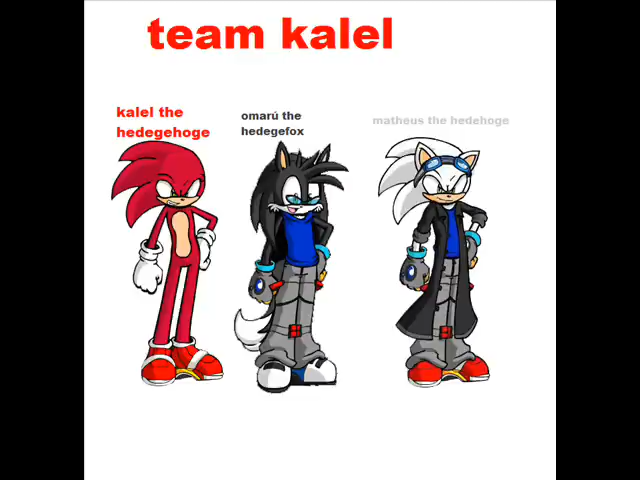 team kalel
kalel the
hedegehoge
omarú the
hedegefox
matheus the hedehoge